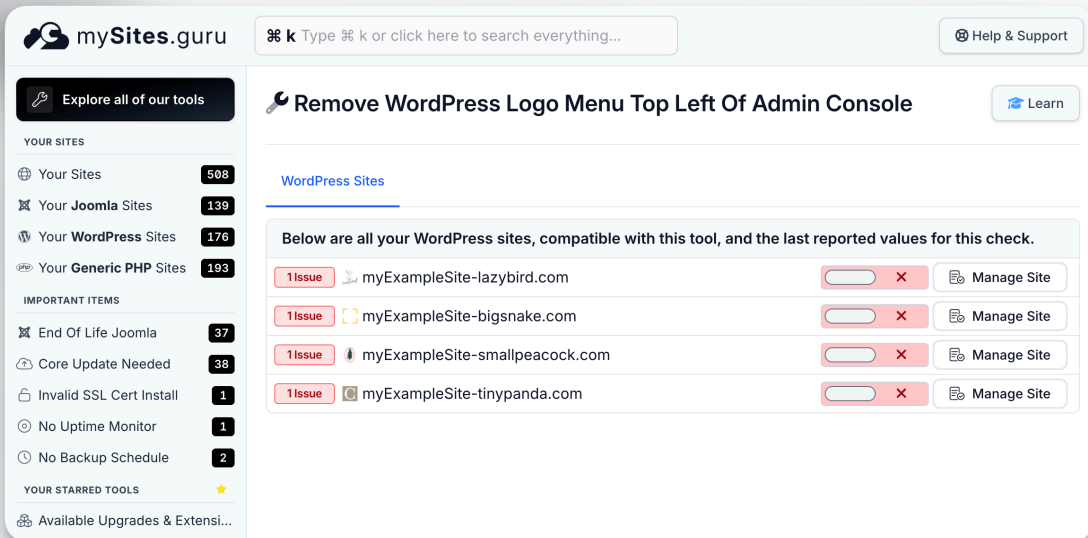 mySites.guru
⌘ k Type ⌘ k or click here to search everything...
Help & Support
Explore all of our tools
YOUR SITES
Your Sites 508
Your Joomla Sites 139
Your WordPress Sites 176
php Your Generic PHP Sites 193
IMPORTANT ITEMS
End Of Life Joomla 37
Core Update Needed 38
Invalid SSL Cert Install 1
No Uptime Monitor 1
No Backup Schedule 2
YOUR STARRED TOOLS
Available Upgrades & Extensi...
Remove WordPress Logo Menu Top Left Of Admin Console
Learn
WordPress Sites
Below are all your WordPress sites, compatible with this tool, and the last reported values for this check.
1 Issue myExampleSite-lazybird.com Manage Site
1 Issue myExampleSite-bigsnake.com Manage Site
1 Issue myExampleSite-smallpeacock.com Manage Site
1 Issue C myExampleSite-tinypanda.com Manage Site